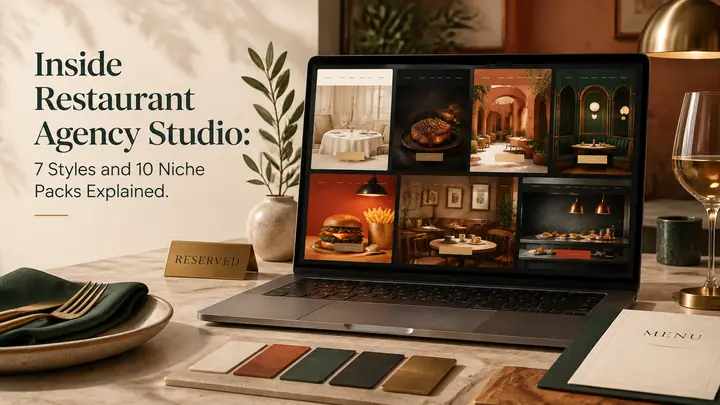 Inside
Restaurant
Agency Studio:
7 Styles and 10 Niche
Packs Explained.
RESERVED
MENU